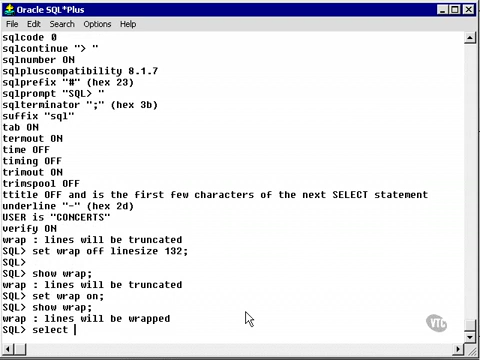 Oracle SQL*Plus
File Edit Search Options Help
sqlcode 0
sqlcontinue "> "
sqlnumber ON
sqlpluscompatibility 8.1.7
sqlprefix "#" (hex 23)
sqlprompt "SQL> "
sqlterminator ";" (hex 3b)
suffix "sql"
tab ON
termout ON
time OFF
timing OFF
trimout ON
trimspool OFF
ttitle OFF and is the first few characters of the next SELECT statement
underline "-" (hex 2d)
USER is "CONCERTS"
verify ON
wrap : lines will be truncated
SQL> set wrap off linesize 132;
SQL>
SQL> show wrap;
wrap : lines will be truncated
SQL> set wrap on;
SQL> show wrap;
wrap : lines will be wrapped
SQL> select
VTC